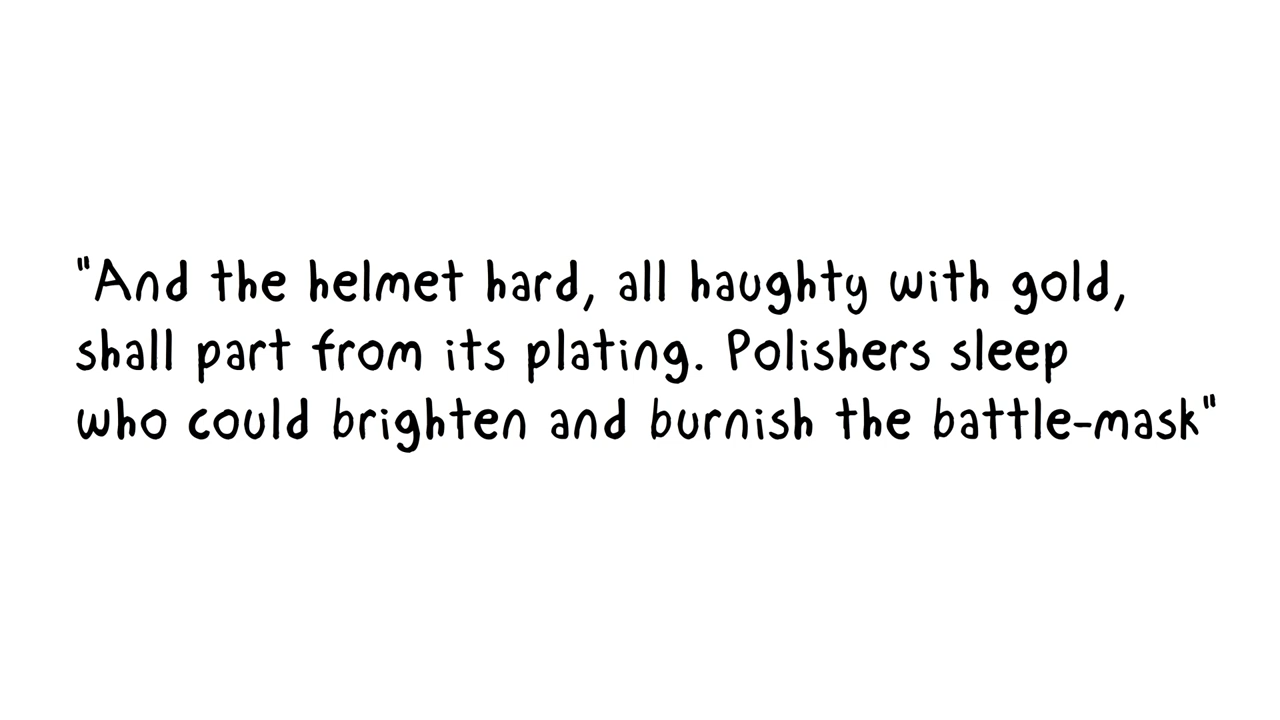 "And the helmet hard, all haughty with gold,
shall part from its plating. Polishers sleep
who could brighten and burnish the battle-mask"